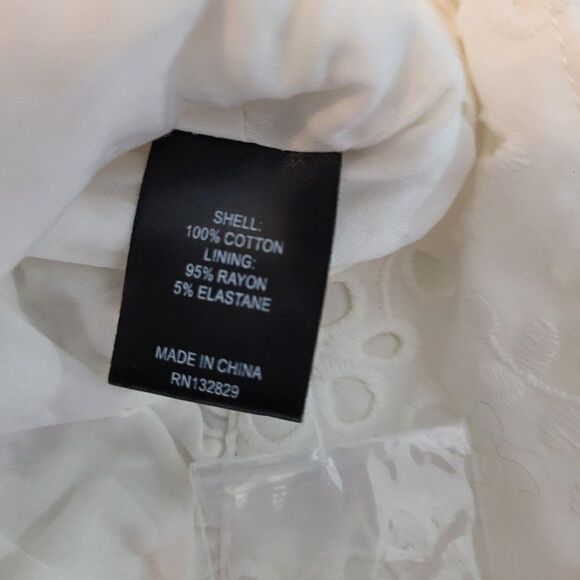 SHELL:
100% COTTON
LINING:
95% RAYON
5% ELASTANE
MADE IN CHINA
RN132829